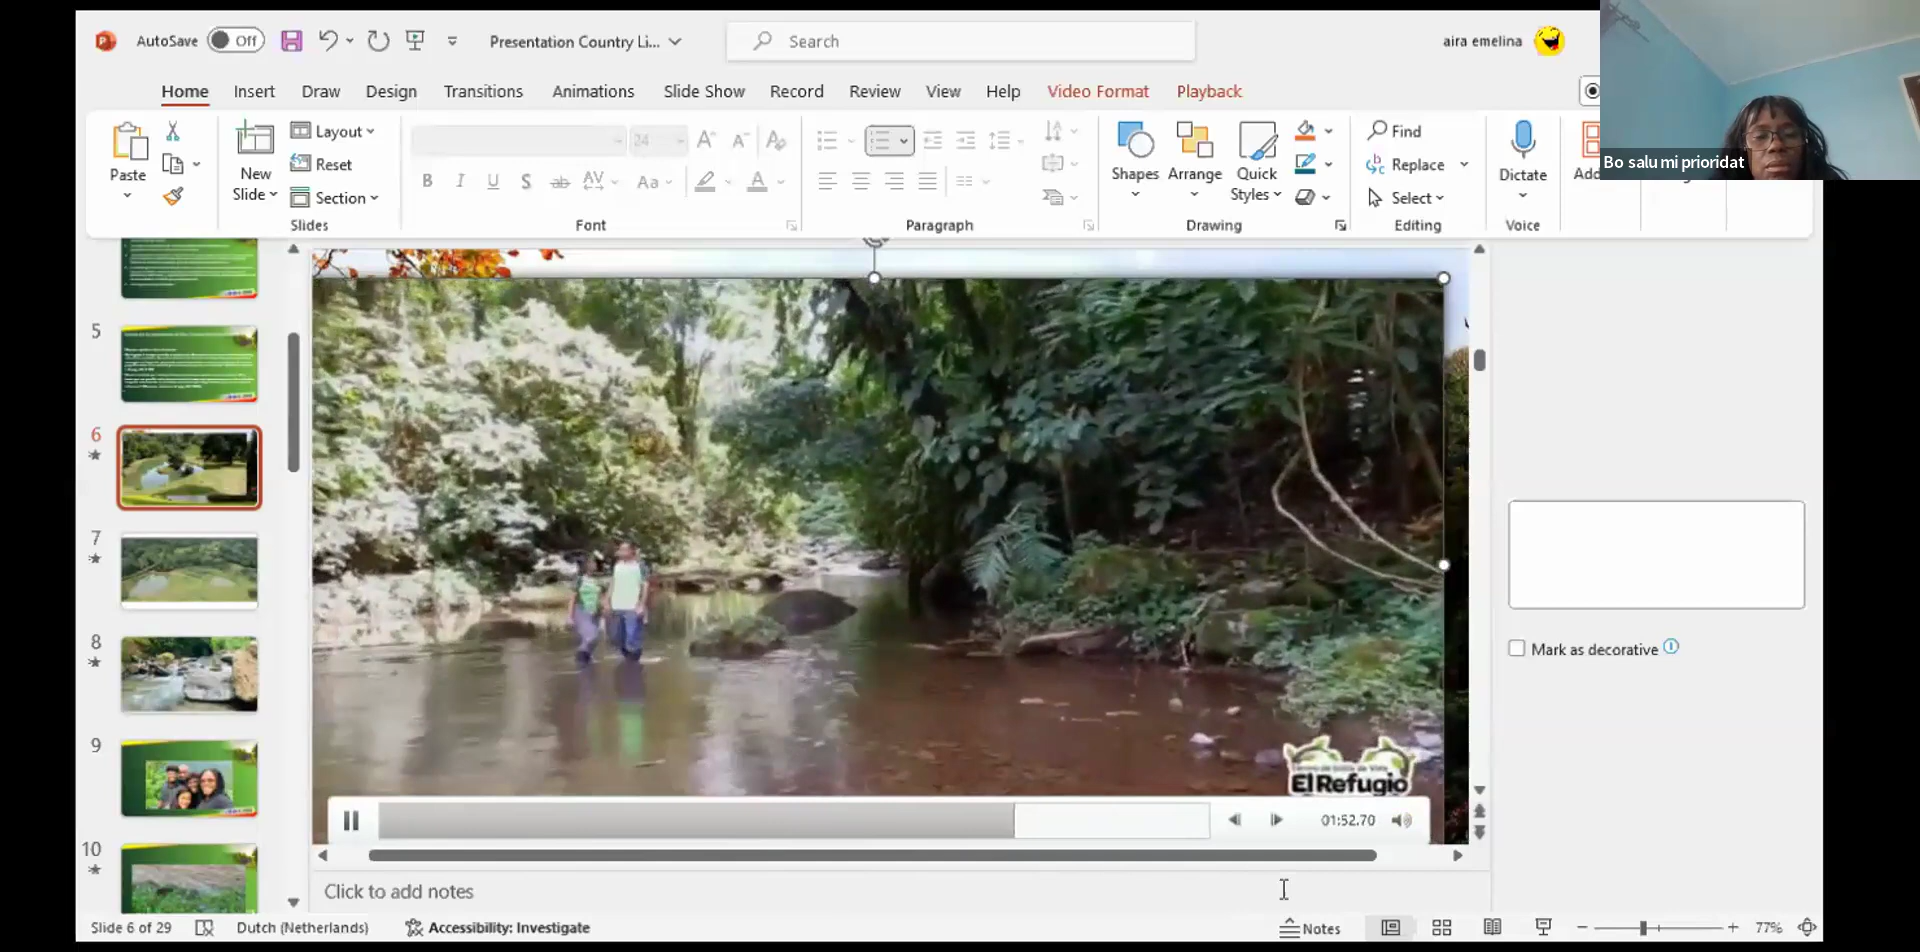 AutoSave Off Presentation Country Li... Search aira emelina
Home Insert Draw Design Transitions Animations Slide Show Record Review View Help Video Format Playback
Paste
New Slide
Layout
Reset
Section
Slides
24
Font
Paragraph
Shapes Arrange Quick Styles
Drawing
Find
Replace
Select
Editing
Dictate
Voice
Bo salu mi prioridat
5
6
7
8
9
10
El Refugio
01:52.70
Mark as decorative
Click to add notes
Slide 6 of 29 Dutch (Netherlands) Accessibility: Investigate Notes 77%